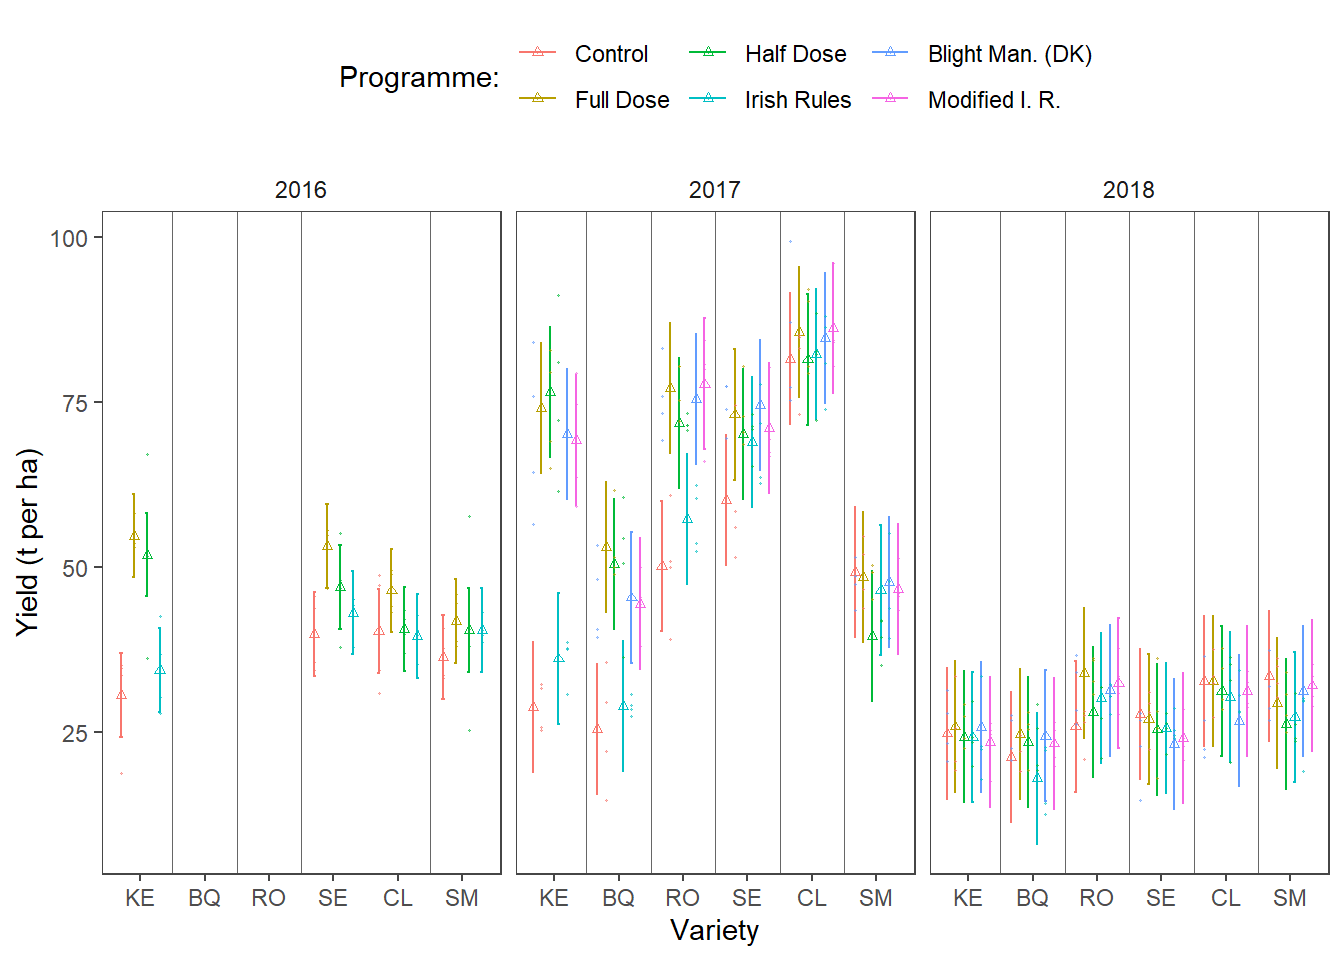 Programme:
Control
Half Dose
Blight Man. (DK)
Full Dose
Irish Rules
Modified I. R.
2016
2017
2018
Yield (t per ha)
100
75
50
25
KE BQ RO SE CL SM
KE BQ RO SE CL SM
KE BQ RO SE CL SM
Variety